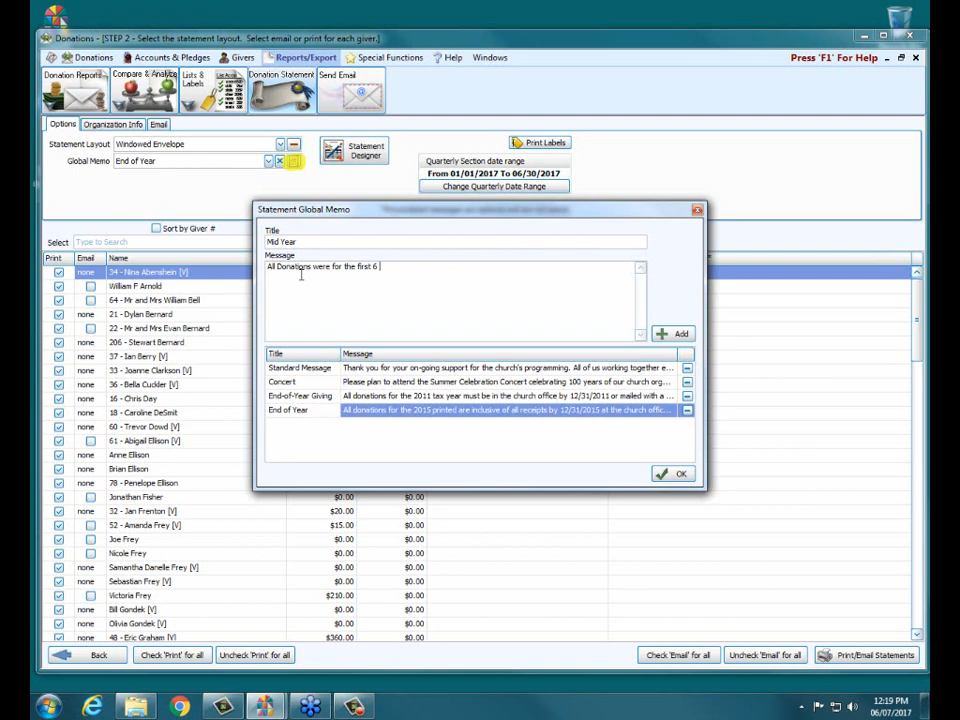 Donations - [STEP 2 - Select the statement layout. Select email or print for each giver.]
Donations Accounts & Pledges Givers Reports/Export Special Functions Help Windows Press 'F1' For Help
Donation Reports Compare & Analyze Lists & Labels Donation Statement Send Email
Options Organization Info Email
Statement Layout Windowed Envelope Statement Designer Print Labels
Global Memo End of Year Quarterly Section date range
From 01/01/2017 To 06/30/2017
Change Quarterly Date Range
Statement Global Memo
Title
Mid Year
Message
All Donations were for the first 6
Add
Title Message
Standard Message Thank you for your on-going support for the church's programming. All of us working together e...
Concert Please plan to attend the Summer Celebration Concert celebrating 100 years of our church org...
End-of-Year Giving All donations for the 2011 tax year must be in the church office by 12/31/2011 or mailed with a ...
End of Year All donations for the 2015 printed are inclusive of all receipts by 12/31/2015 at the church offic...
OK
Sort by Giver #
Select Type to Search
Print Email Name
none 34 - Nina Abenshein [V]
William F Arnold
64 - Mr and Mrs William Bell
none 21 - Dylan Bernard
22 - Mr and Mrs Evan Bernard
none 206 - Stewart Bernard
none 37 - Ian Berry [V]
none 33 - Joanne Clarkson [V]
none 36 - Bella Cuckler [V]
none 16 - Chris Day
none 18 - Caroline DeSmit
none 60 - Trevor Dowd [V]
61 - Abigail Ellison [V]
none Anne Ellison
none Brian Ellison
none 78 - Penelope Ellison
Jonathan Fisher $0.00 $0.00
none 32 - Jan Frenton [V] $20.00 $0.00
52 - Amanda Frey [V] $15.00 $0.00
Joe Frey $0.00 $0.00
Nicole Frey $0.00 $0.00
none Samantha Danelle Frey [V] $0.00 $0.00
none Sebastian Frey [V] $0.00 $0.00
Victoria Frey $210.00 $0.00
none Bill Gondek [V] $0.00 $0.00
none Olivia Gondek [V] $0.00 $0.00
none 48 - Eric Graham [V] $360.00 $0.00
Back Check 'Print' for all Uncheck 'Print' for all Check 'Email' for all Uncheck 'Email' for all Print/Email Statements
12:19 PM
06/07/2017